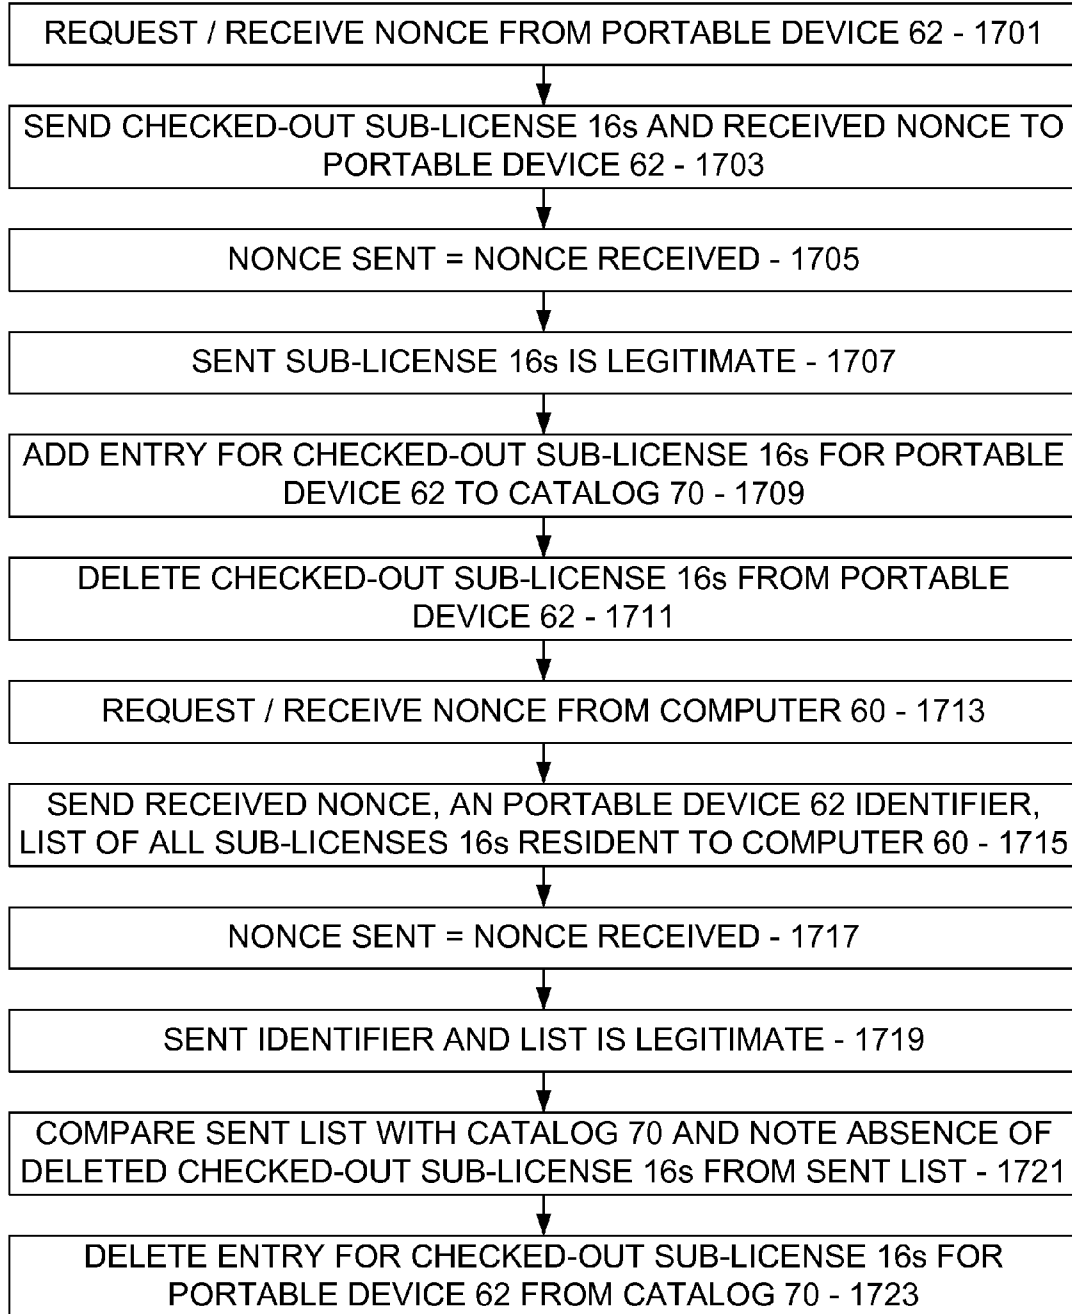 REQUEST / RECEIVE NONCE FROM PORTABLE DEVICE 62 - 1701
SEND CHECKED-OUT SUB-LICENSE 16s AND RECEIVED NONCE TO
PORTABLE DEVICE 62 - 1703
NONCE SENT = NONCE RECEIVED - 1705
SENT SUB-LICENSE 16s IS LEGITIMATE - 1707
ADD ENTRY FOR CHECKED-OUT SUB-LICENSE 16s FOR PORTABLE
DEVICE 62 TO CATALOG 70 - 1709
DELETE CHECKED-OUT SUB-LICENSE 16s FROM PORTABLE
DEVICE 62 - 1711
REQUEST / RECEIVE NONCE FROM COMPUTER 60 - 1713
SEND RECEIVED NONCE, AN PORTABLE DEVICE 62 IDENTIFIER,
LIST OF ALL SUB-LICENSES 16s RESIDENT TO COMPUTER 60 - 1715
NONCE SENT = NONCE RECEIVED - 1717
SENT IDENTIFIER AND LIST IS LEGITIMATE - 1719
COMPARE SENT LIST WITH CATALOG 70 AND NOTE ABSENCE OF
DELETED CHECKED-OUT SUB-LICENSE 16s FROM SENT LIST - 1721
DELETE ENTRY FOR CHECKED-OUT SUB-LICENSE 16s FOR
PORTABLE DEVICE 62 FROM CATALOG 70 - 1723